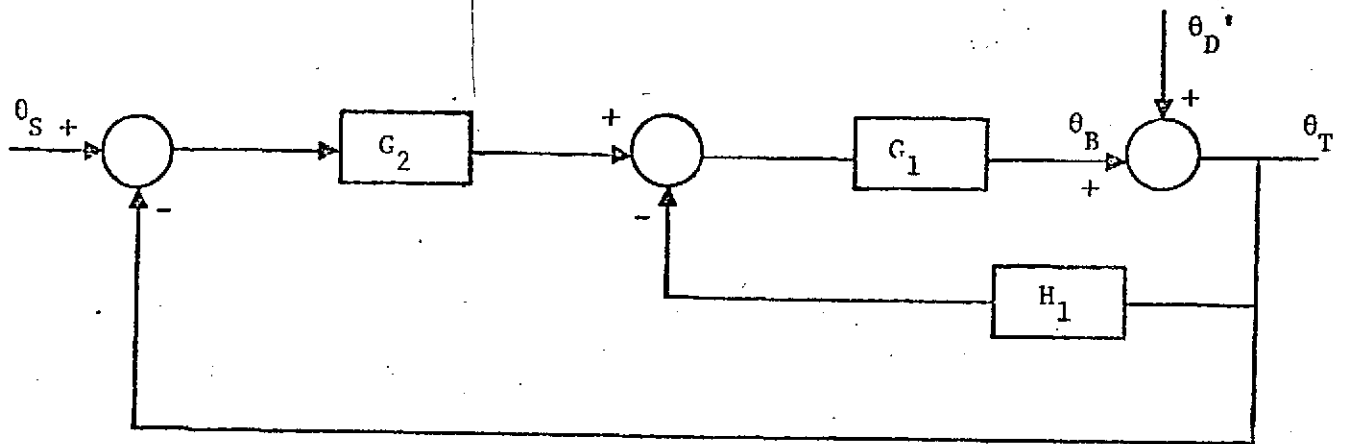 θ_D'
θ_S + + θ_B + θ_T
G_2 G_1
+
- -
H_1